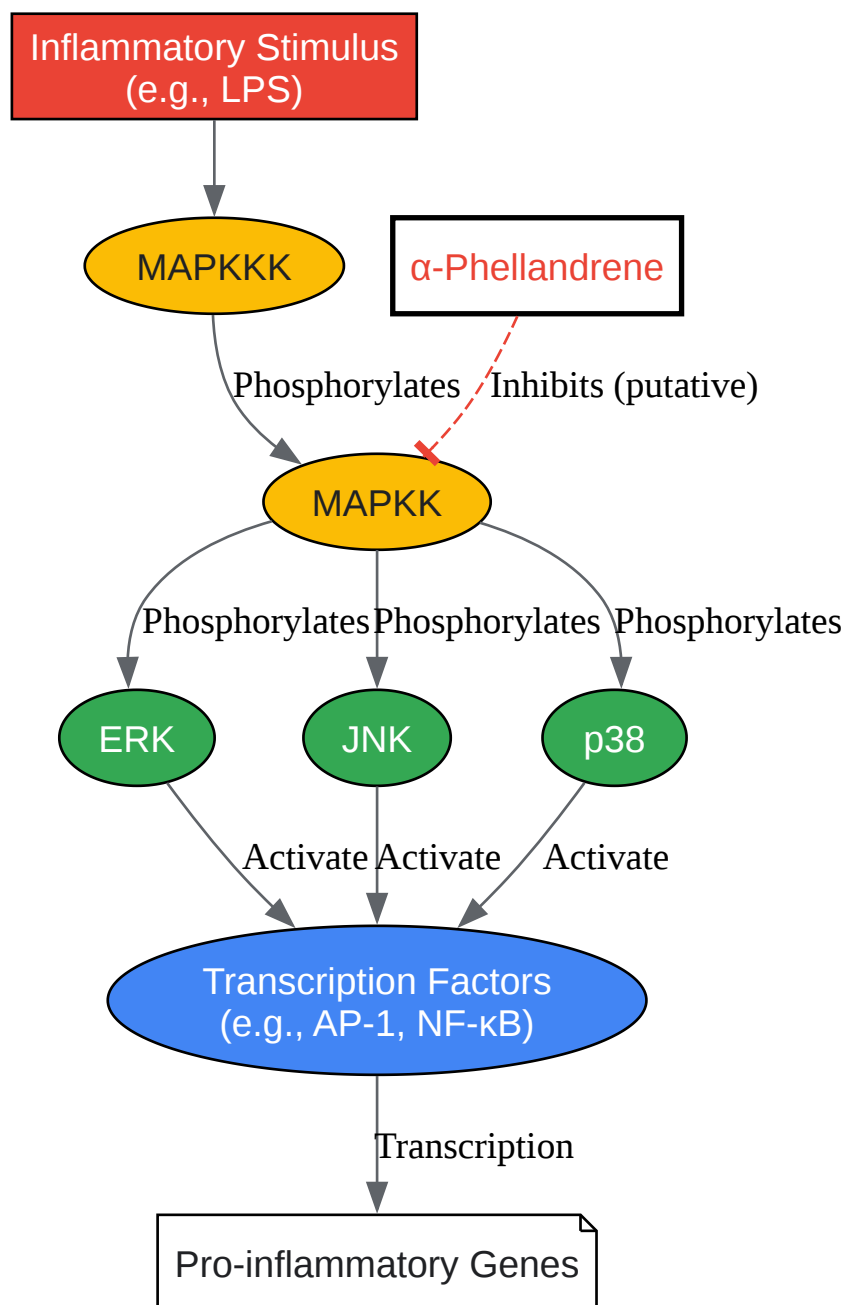 Inflammatory Stimulus
(e.g., LPS)
MAPKKK
α-Phellandrene
Phosphorylates
Inhibits (putative)
MAPKK
Phosphorylates
Phosphorylates
Phosphorylates
ERK
JNK
p38
Activate
Activate
Activate
Transcription Factors
(e.g., AP-1, NF-κB)
Transcription
Pro-inflammatory Genes